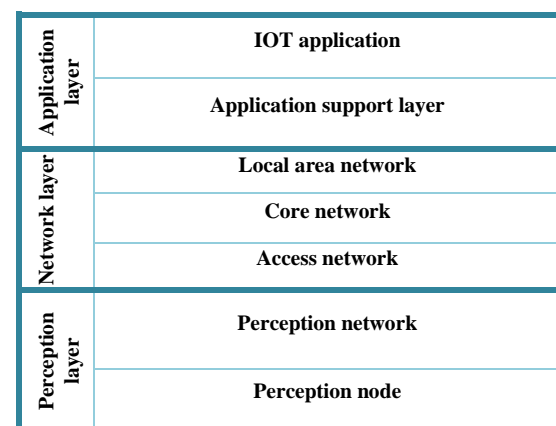 Application
layer
IOT application
Application support layer
Network layer
Local area network
Core network
Access network
Perception
layer
Perception network
Perception node